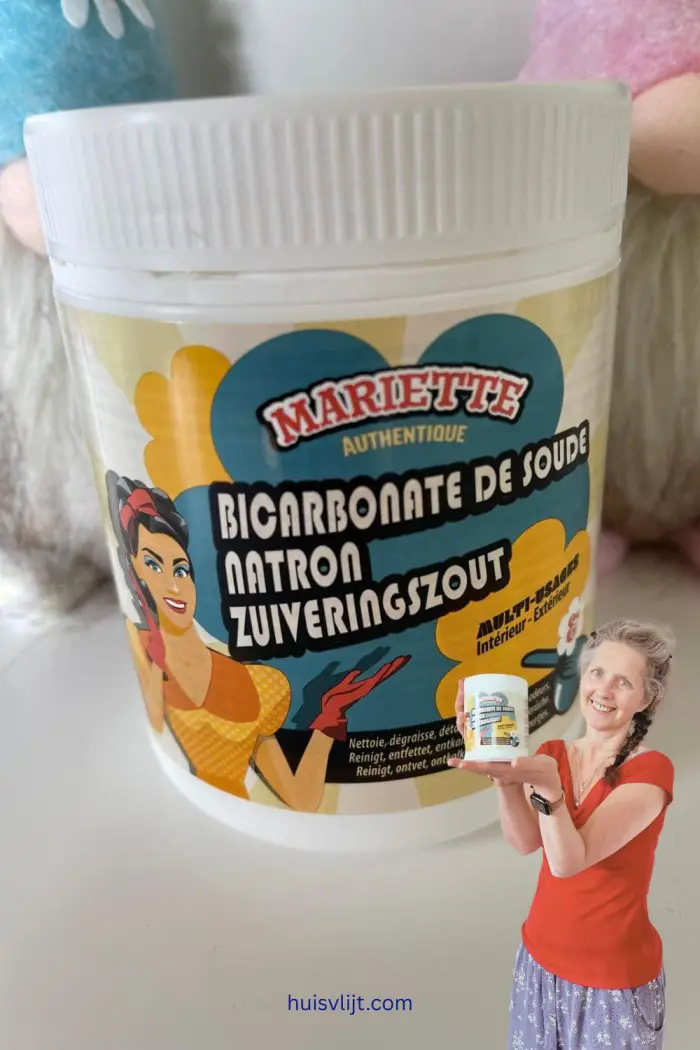 MARIETTE
AUTHENTIQUE
BICARBONATE DE SOUDE
NATRON
ZUIVERINGSZOUT
MULTI-USAGES
Intérieur - Extérieur
Nettoie, dégraisse,
Reinigt, entfettet,
Reinigt, ontvet,
huisvlijt.com